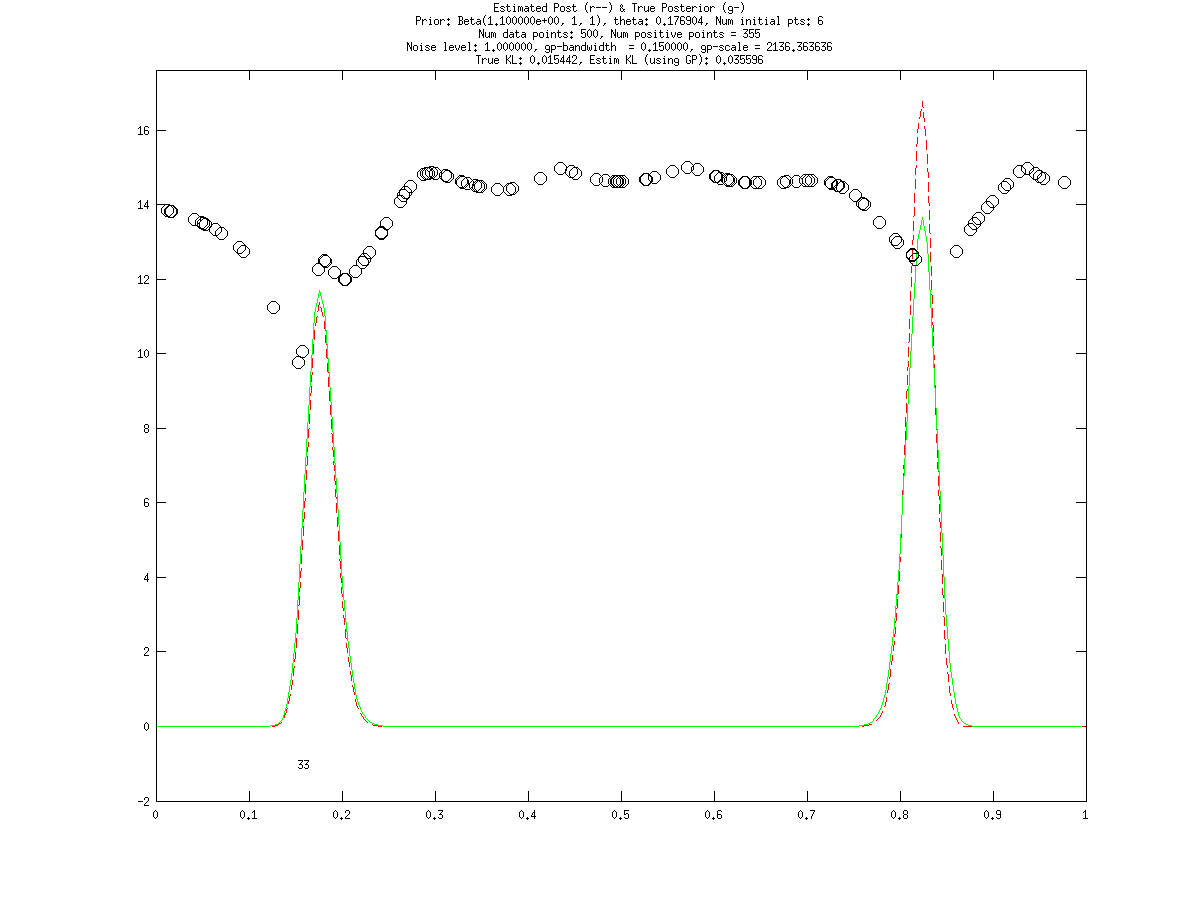 Estimated Post (r--) & True Posterior (g-)
Prior: Beta(1.100000e+00, 1, 1), theta: 0.176904, Num initial pts: 6
Num data points: 500, Num positive points = 355
Noise level: 1.000000, gp-bandwidth  = 0.150000, gp-scale = 2136.363636
True KL: 0.015442, Estim KL (using GP): 0.035596
16
14
12
10
8
6
4
2
0
-2
33
0 0.1 0.2 0.3 0.4 0.5 0.6 0.7 0.8 0.9 1